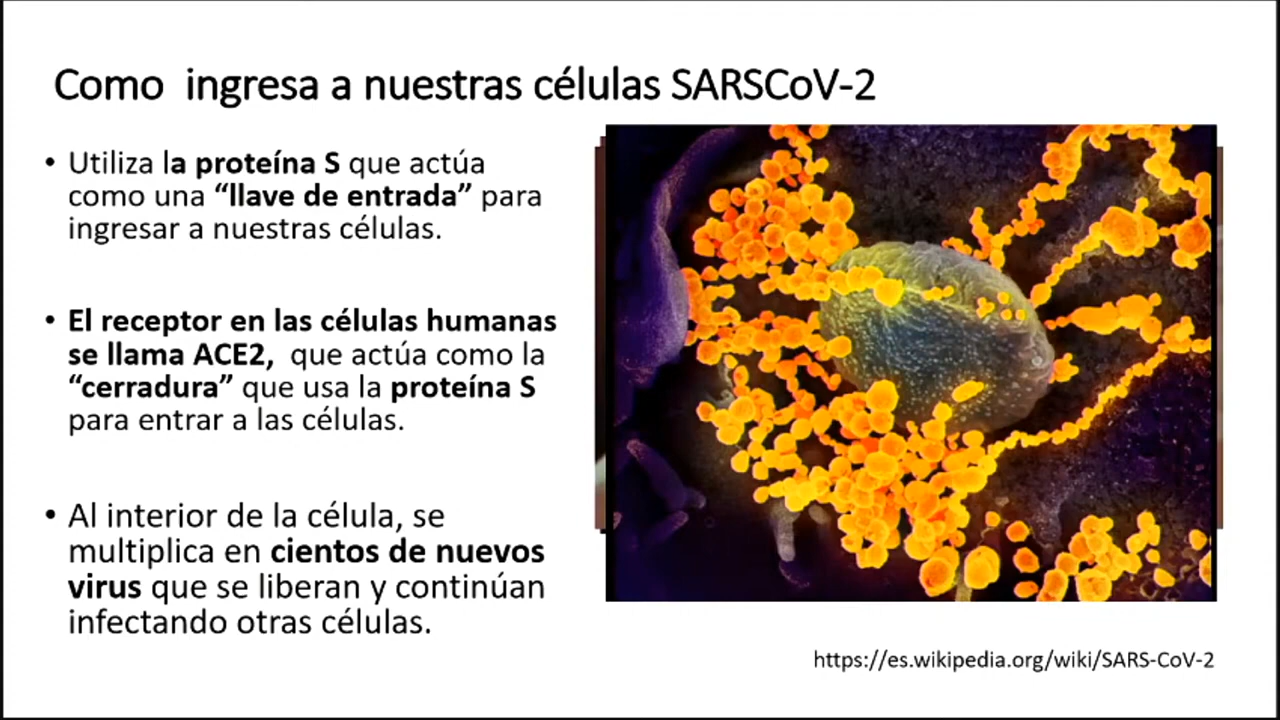 Como  ingresa a nuestras células SARSCoV-2
• Utiliza la proteína S que actúa
como una “llave de entrada” para
ingresar a nuestras células.
• El receptor en las células humanas
se llama ACE2,  que actúa como la
“cerradura” que usa la proteína S
para entrar a las células.
• Al interior de la célula, se
multiplica en cientos de nuevos
virus que se liberan y continúan
infectando otras células.
https://es.wikipedia.org/wiki/SARS-CoV-2